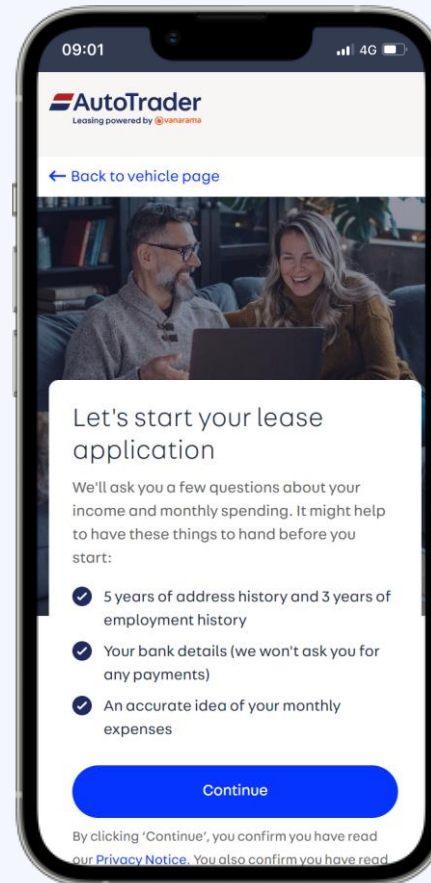 09:01
4G
AutoTrader
Leasing powered by vanarama
← Back to vehicle page
Let's start your lease
application
We'll ask you a few questions about your
income and monthly spending. It might help
to have these things to hand before you
start:
5 years of address history and 3 years of
employment history
Your bank details (we won't ask you for
any payments)
An accurate idea of your monthly
expenses
Continue
By clicking ‘Continue’, you confirm you have read
our Privacy Notice. You also confirm you have read